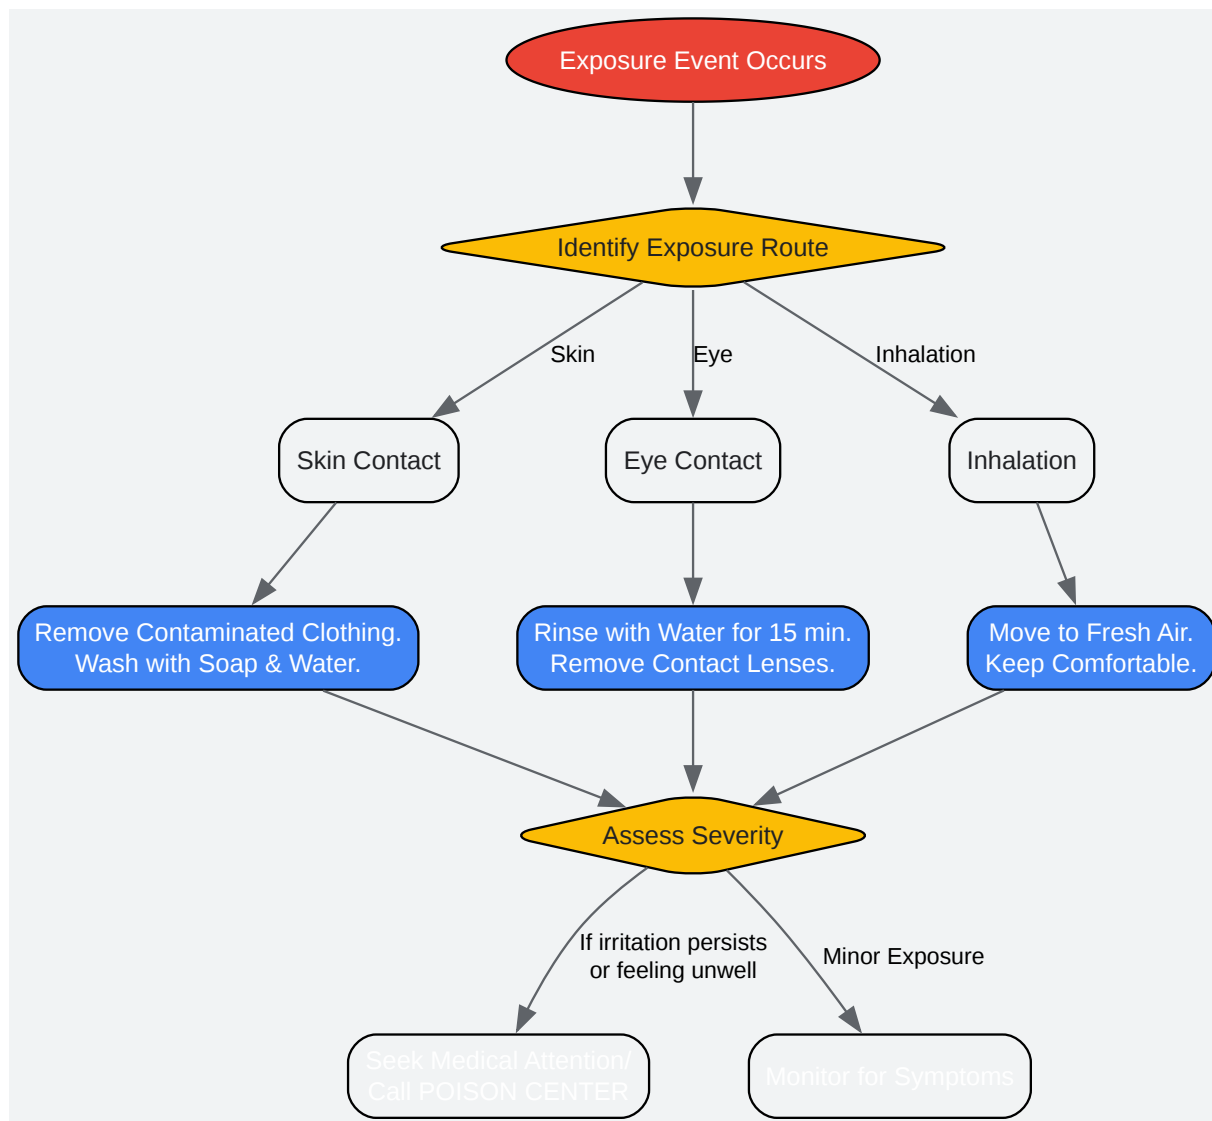 Exposure Event Occurs
Identify Exposure Route
Skin
Eye
Inhalation
Skin Contact
Eye Contact
Inhalation
Remove Contaminated Clothing.
Wash with Soap & Water.
Rinse with Water for 15 min.
Remove Contact Lenses.
Move to Fresh Air.
Keep Comfortable.
Assess Severity
If irritation persists
or feeling unwell
Minor Exposure
Seek Medical Attention/
Call POISON CENTER
Monitor for Symptoms